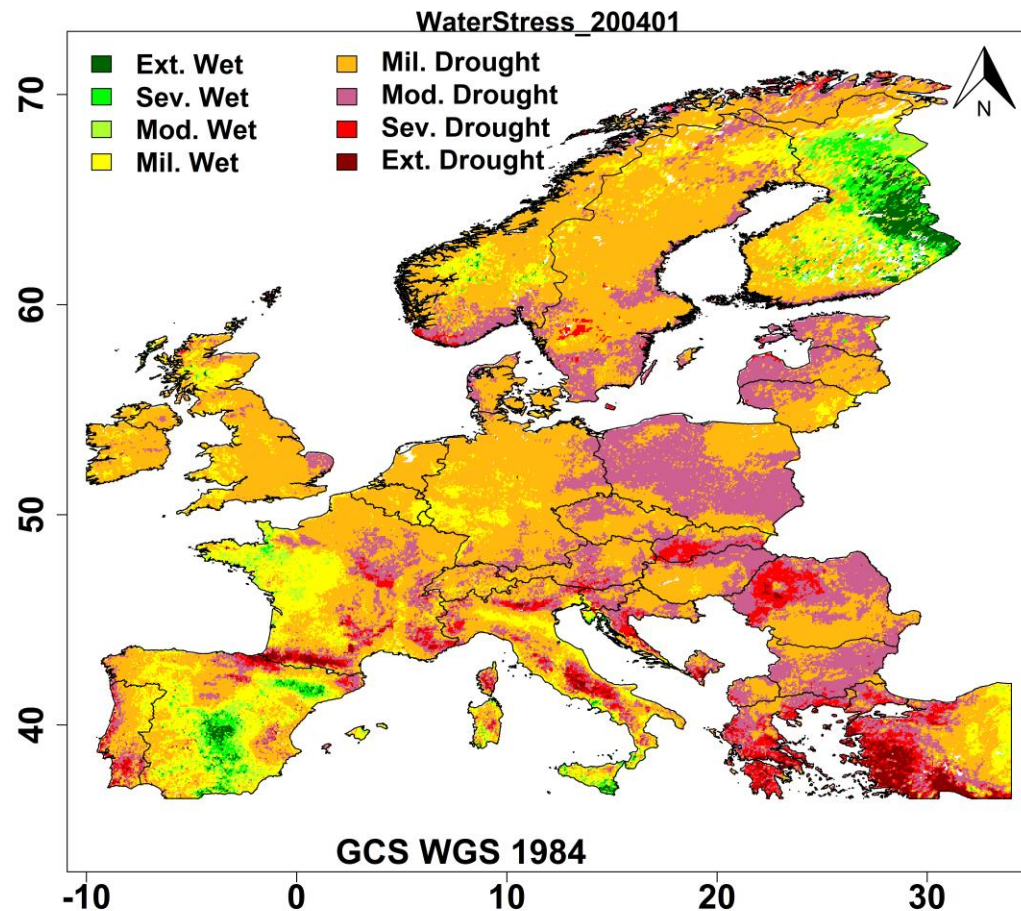 WaterStress_200401
Ext. Wet
Sev. Wet
Mod. Wet
Mil. Wet
Mil. Drought
Mod. Drought
Sev. Drought
Ext. Drought
N
70
60
50
40
GCS WGS 1984
-10 0 10 20 30